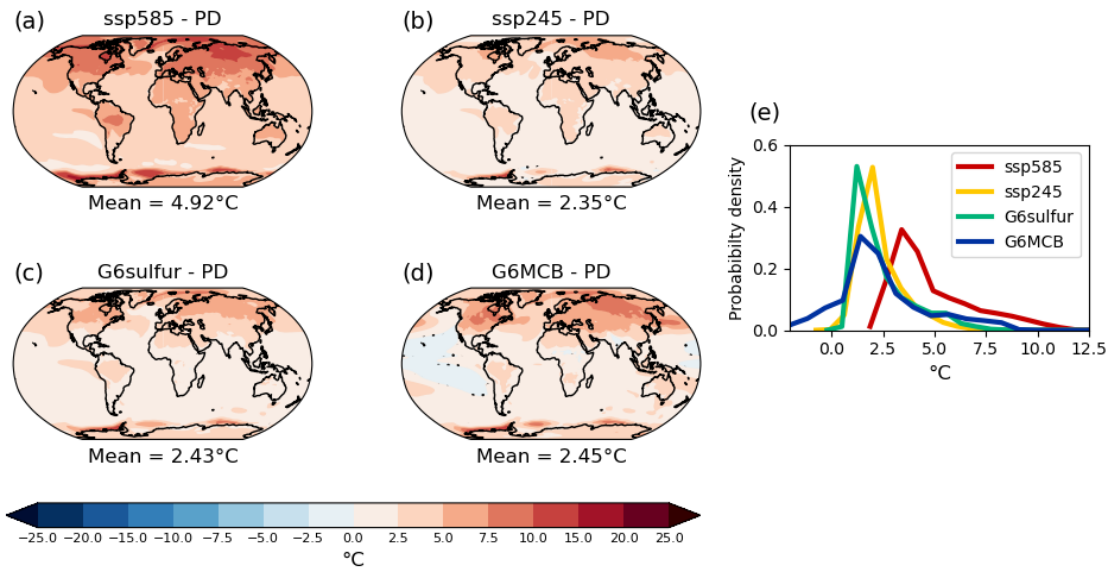 (a) ssp585 - PD
Mean = 4.92°C
(b) ssp245 - PD
Mean = 2.35°C
(c) G6sulfur - PD
Mean = 2.43°C
(d) G6MCB - PD
Mean = 2.45°C
−25.0 −20.0 −15.0 −10.0 −7.5 −5.0 −2.5 0.0 2.5 5.0 7.5 10.0 15.0 20.0 25.0
°C
(e)
Probabibilty density
0.6
0.4
0.2
0.0
ssp585
ssp245
G6sulfur
G6MCB
0.0 2.5 5.0 7.5 10.0 12.5
°C